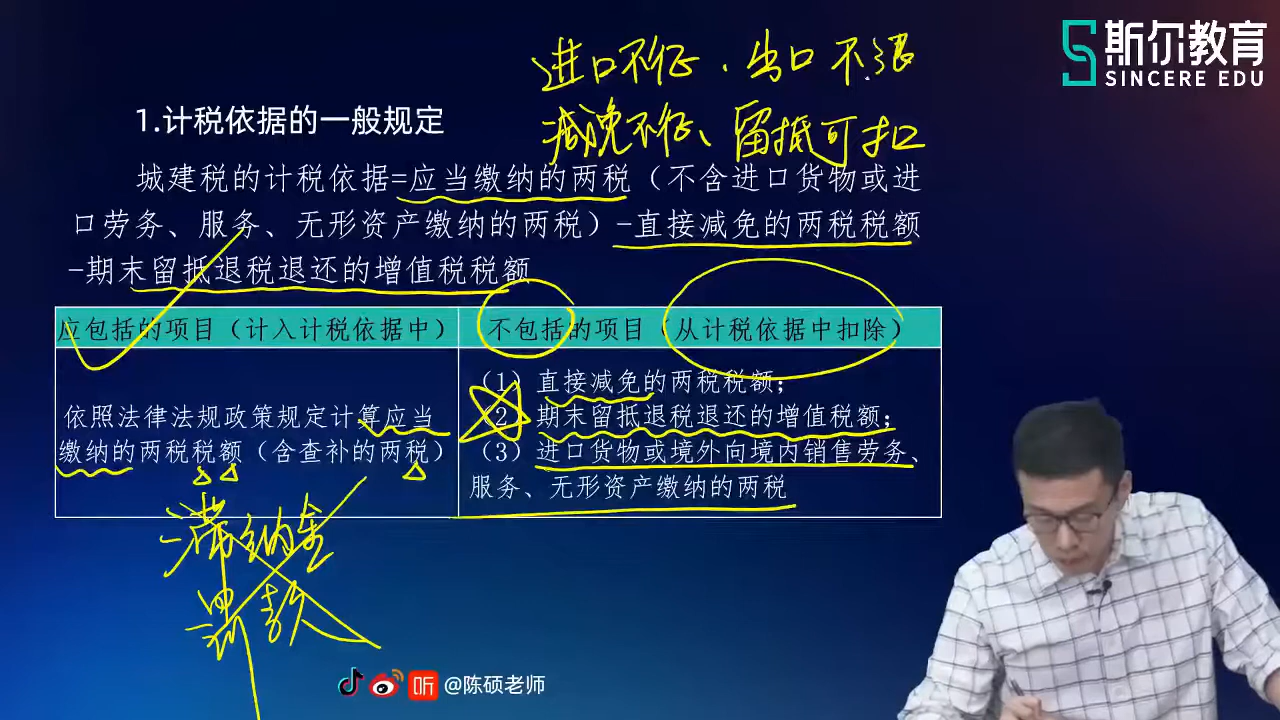 进口不征、出口不退
减免不征、留抵可扣
斯尔教育
SINCERE EDU
1.计税依据的一般规定
城建税的计税依据=应当缴纳的两税（不含进口货物或进
口劳务、服务、无形资产缴纳的两税）-直接减免的两税税额
-期末留抵退税退还的增值税税额
应包括的项目（计入计税依据中）
不包括的项目（从计税依据中扣除）
依照法律法规政策规定计算应当
缴纳的两税税额（含查补的两税）
（1）直接减免的两税税额；
（2）期末留抵退税退还的增值税额；
（3）进口货物或境外向境内销售劳务、
服务、无形资产缴纳的两税
滞纳金
罚款
听 @陈硕老师